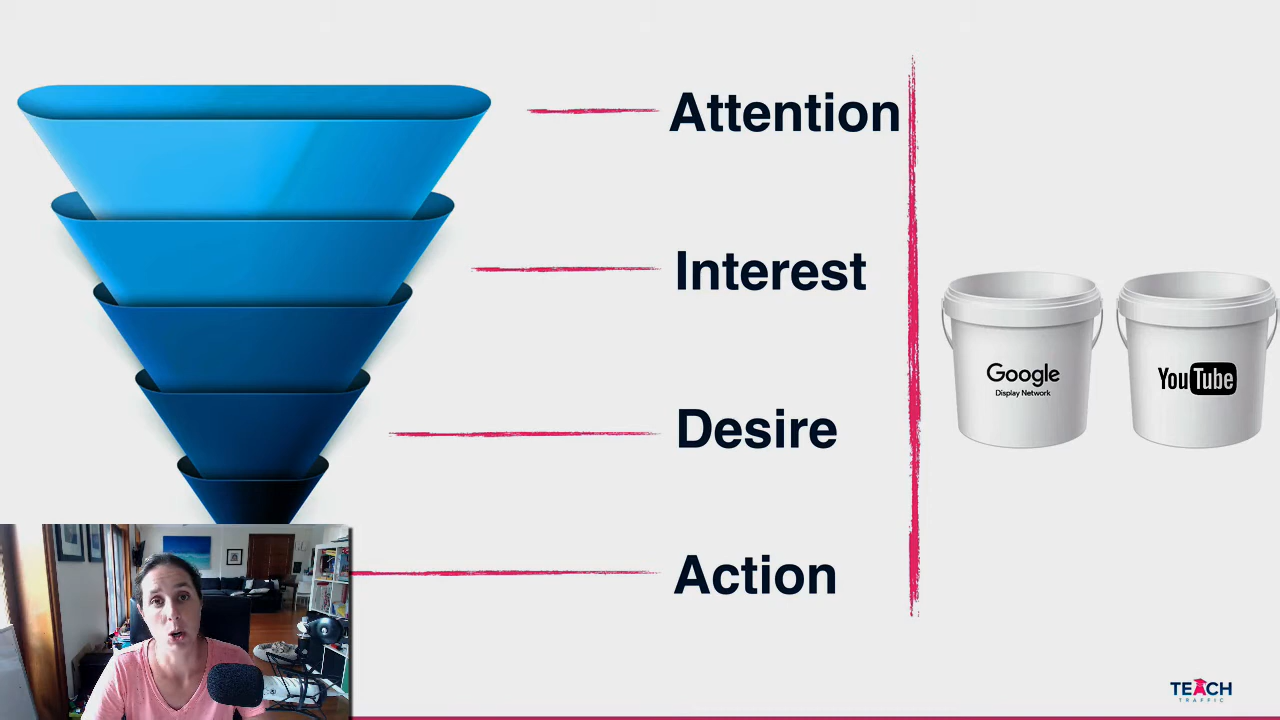 Attention
Interest
Google
Display Network
YouTube
Desire
Action
TEACH
TRAFFIC